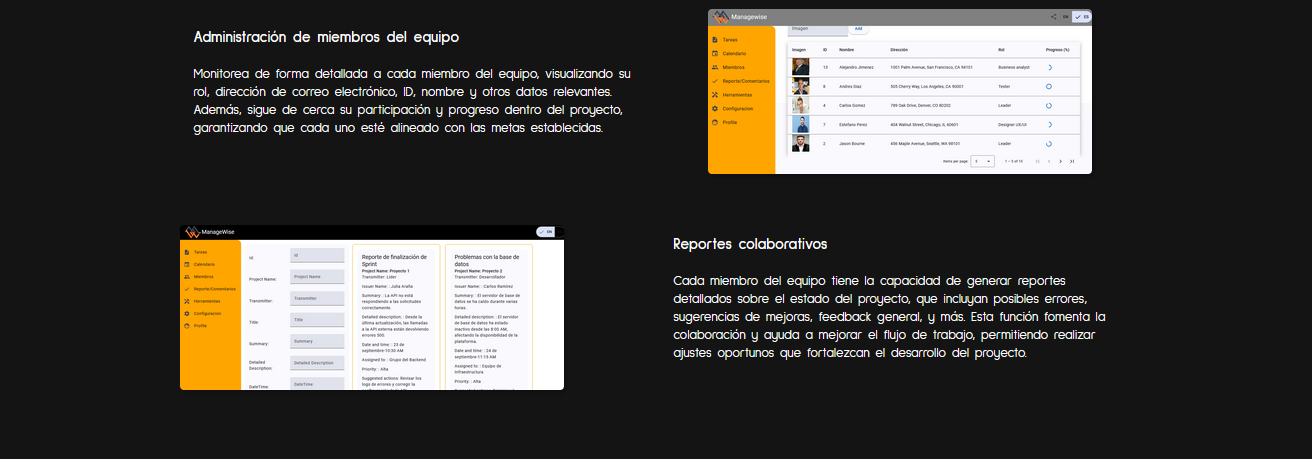 Administración de miembros del equipo
Monitorea de forma detallada a cada miembro del equipo, visualizando su
rol, dirección de correo electrónico, ID, nombre y otros datos relevantes.
Además, sigue de cerca su participación y progreso dentro del proyecto,
garantizando que cada uno esté alineado con las metas establecidas.
Managewise
EN
ES
Tareas
Calendario
Miembros
Reporte/Comentarios
Herramientas
Configuracion
Profile
Imagen
Add
Imagen ID Nombre Dirección Rol Progreso (%)
13 Alejandro Jimenez 1001 Palm Avenue, San Francisco, CA 94101 Business analyst
8 Andres Diaz 505 Cherry Way, Los Angeles, CA 90001 Tester
4 Carlos Gomez 789 Oak Drive, Denver, CO 80202 Leader
7 Estefano Perez 404 Walnut Street, Chicago, IL 60601 Designer UX/UI
2 Jason Bourne 456 Maple Avenue, Seattle, WA 98101 Leader
Items per page: 5 1 – 5 of 13
ManageWise
EN
Tareas
Calendario
Miembros
Reporte/Comentarios
Herramientas
Configuracion
Profile
Id: Id
Project Name: Project Name
Transmitter: Transmitter
Title: Title
Summary: Summary
Detailed
Description:
Detailed Description
DateTime: DateTime
Reporte de finalización de
Sprint
Project Name: Proyecto 1
Transmitter: Líder
Issuer Name: : Julia Araña
Summary: : La API no está
respondiendo a las solicitudes
correctamente.
Detailed description: : Desde la
última actualización, las llamadas
a la API externa están devolviendo
errores 500.
Date and time: : 23 de
septiembre-10:30 AM
Assigned to: : Grupo del Backend
Priority: : Alta
Suggested actions: Revisar los
logs de errores y corregir la
Problemas con la base de
datos
Project Name: Proyecto 2
Transmitter: Desarrollador
Issuer Name: : Carlos Ramírez
Summary: : El servidor de base de
datos se ha caído durante varias
horas.
Detailed description: : El servidor
de base de datos ha estado
inactivo desde las 8:00 AM,
afectando la disponibilidad de la
plataforma.
Date and time: : 24 de
septiembre-11:15 AM
Assigned to: : Equipo de
Infraestructura
Priority: : Alta
Reportes colaborativos
Cada miembro del equipo tiene la capacidad de generar reportes
detallados sobre el estado del proyecto, que incluyan posibles errores,
sugerencias de mejoras, feedback general, y más. Esta función fomenta la
colaboración y ayuda a mejorar el flujo de trabajo, permitiendo realizar
ajustes oportunos que fortalezcan el desarrollo del proyecto.